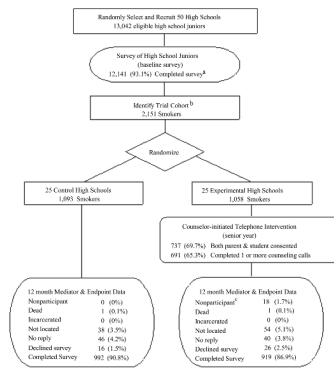 Randomly Select and Recruit 50 High Schools
13,042 eligible high school juniors
Survey of High School Juniors
(baseline survey)
12,141 (93.1%) Completed survey a
Identify Trial Cohort b
2,151 Smokers
Randomize
25 Control High Schools
1,093 Smokers
25 Experimental High Schools
1,058 Smokers
Counselor-initiated Telephone Intervention
(senior year)
737 (69.7%) Both parent & student consented
691 (65.3%) Completed 1 or more counseling calls
12 month Mediator & Endpoint Data
Nonparticipant 0 (0%)
Dead 1 (0.1%)
Incarcerated 0 (0%)
Not located 38 (3.5%)
No reply 46 (4.2%)
Declined survey 16 (1.5%)
Completed Survey 992 (90.8%)
12 month Mediator & Endpoint Data
Nonparticipant c 18 (1.7%)
Dead 1 (0.1%)
Incarcerated 0 (0%)
Not located 54 (5.1%)
No reply 40 (3.8%)
Declined survey 26 (2.5%)
Completed Survey 919 (86.9%)